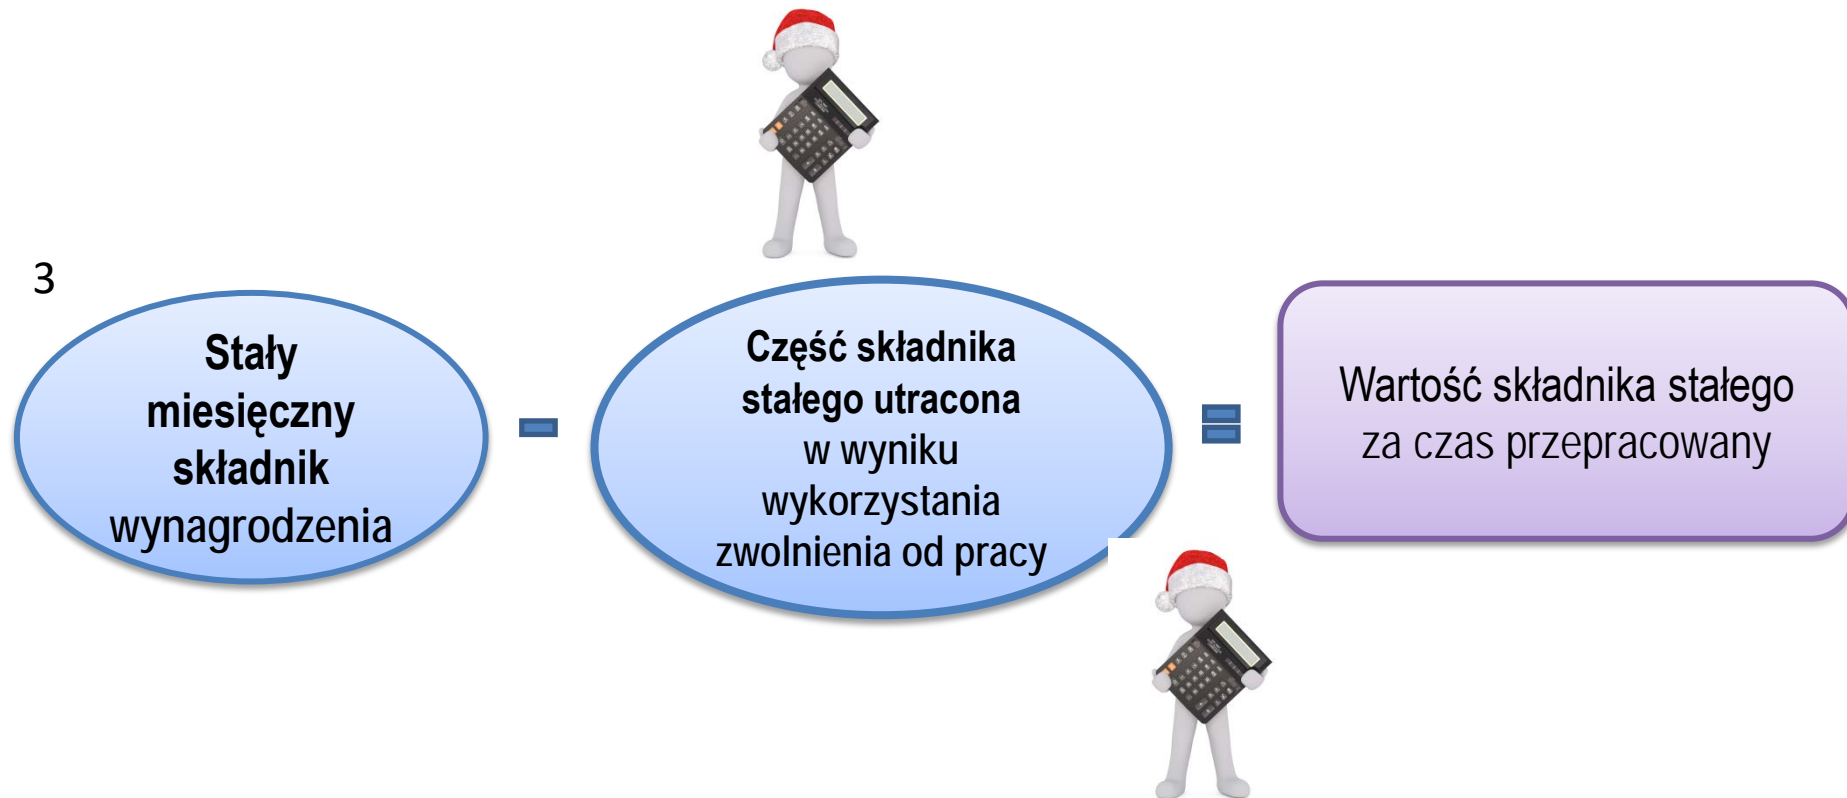 3
Stały
miesięczny
składnik
wynagrodzenia
Część składnika
stałego utracona
w wyniku
wykorzystania
zwolnienia od pracy
Wartość składnika stałego
za czas przepracowany